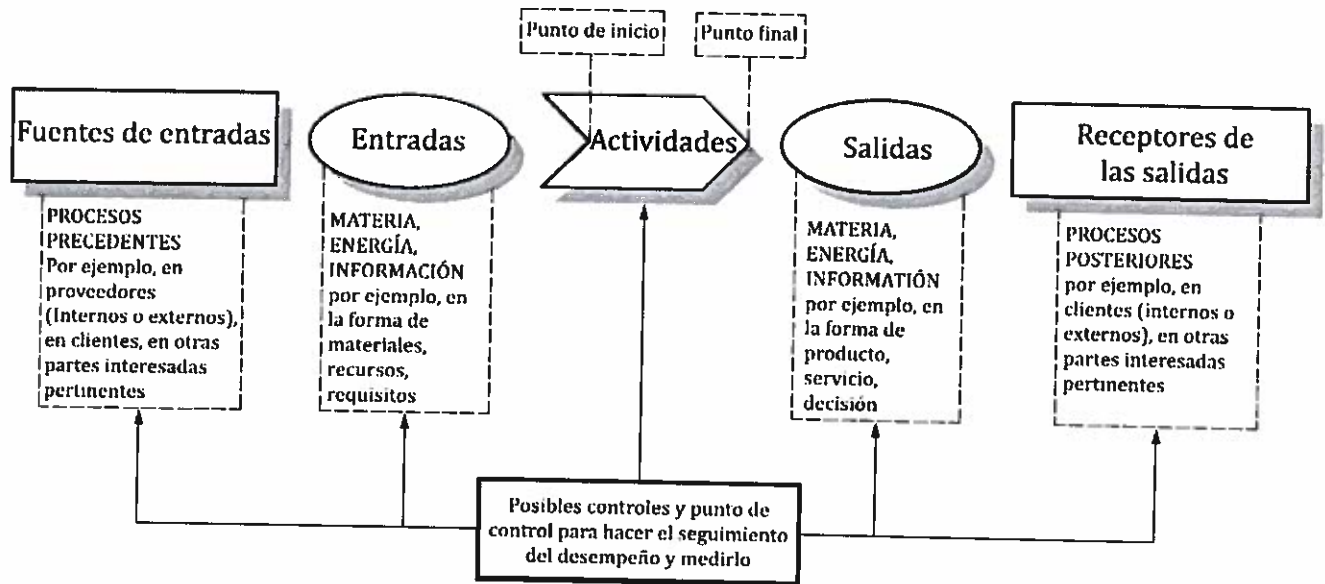 Punto de inicio
Punto final
Fuentes de entradas
Entradas
Actividades
Salidas
Receptores de
las salidas
PROCESOS
PRECEDENTES
Por ejemplo, en
proveedores
(Internos o externos),
en clientes, en otras
partes interesadas
pertinentes
MATERIA,
ENERGÍA,
INFORMACIÓN
por ejemplo, en
la forma de
materiales,
recursos,
requisitos
MATERIA,
ENERGÍA,
INFORMATIÓN
por ejemplo, en
la forma de
producto,
servicio,
decisión
PROCESOS
POSTERIORES
por ejemplo, en
clientes (internos o
externos), en otras
partes interesadas
pertinentes
Posibles controles y punto de
control para hacer el seguimiento
del desempeño y medirlo